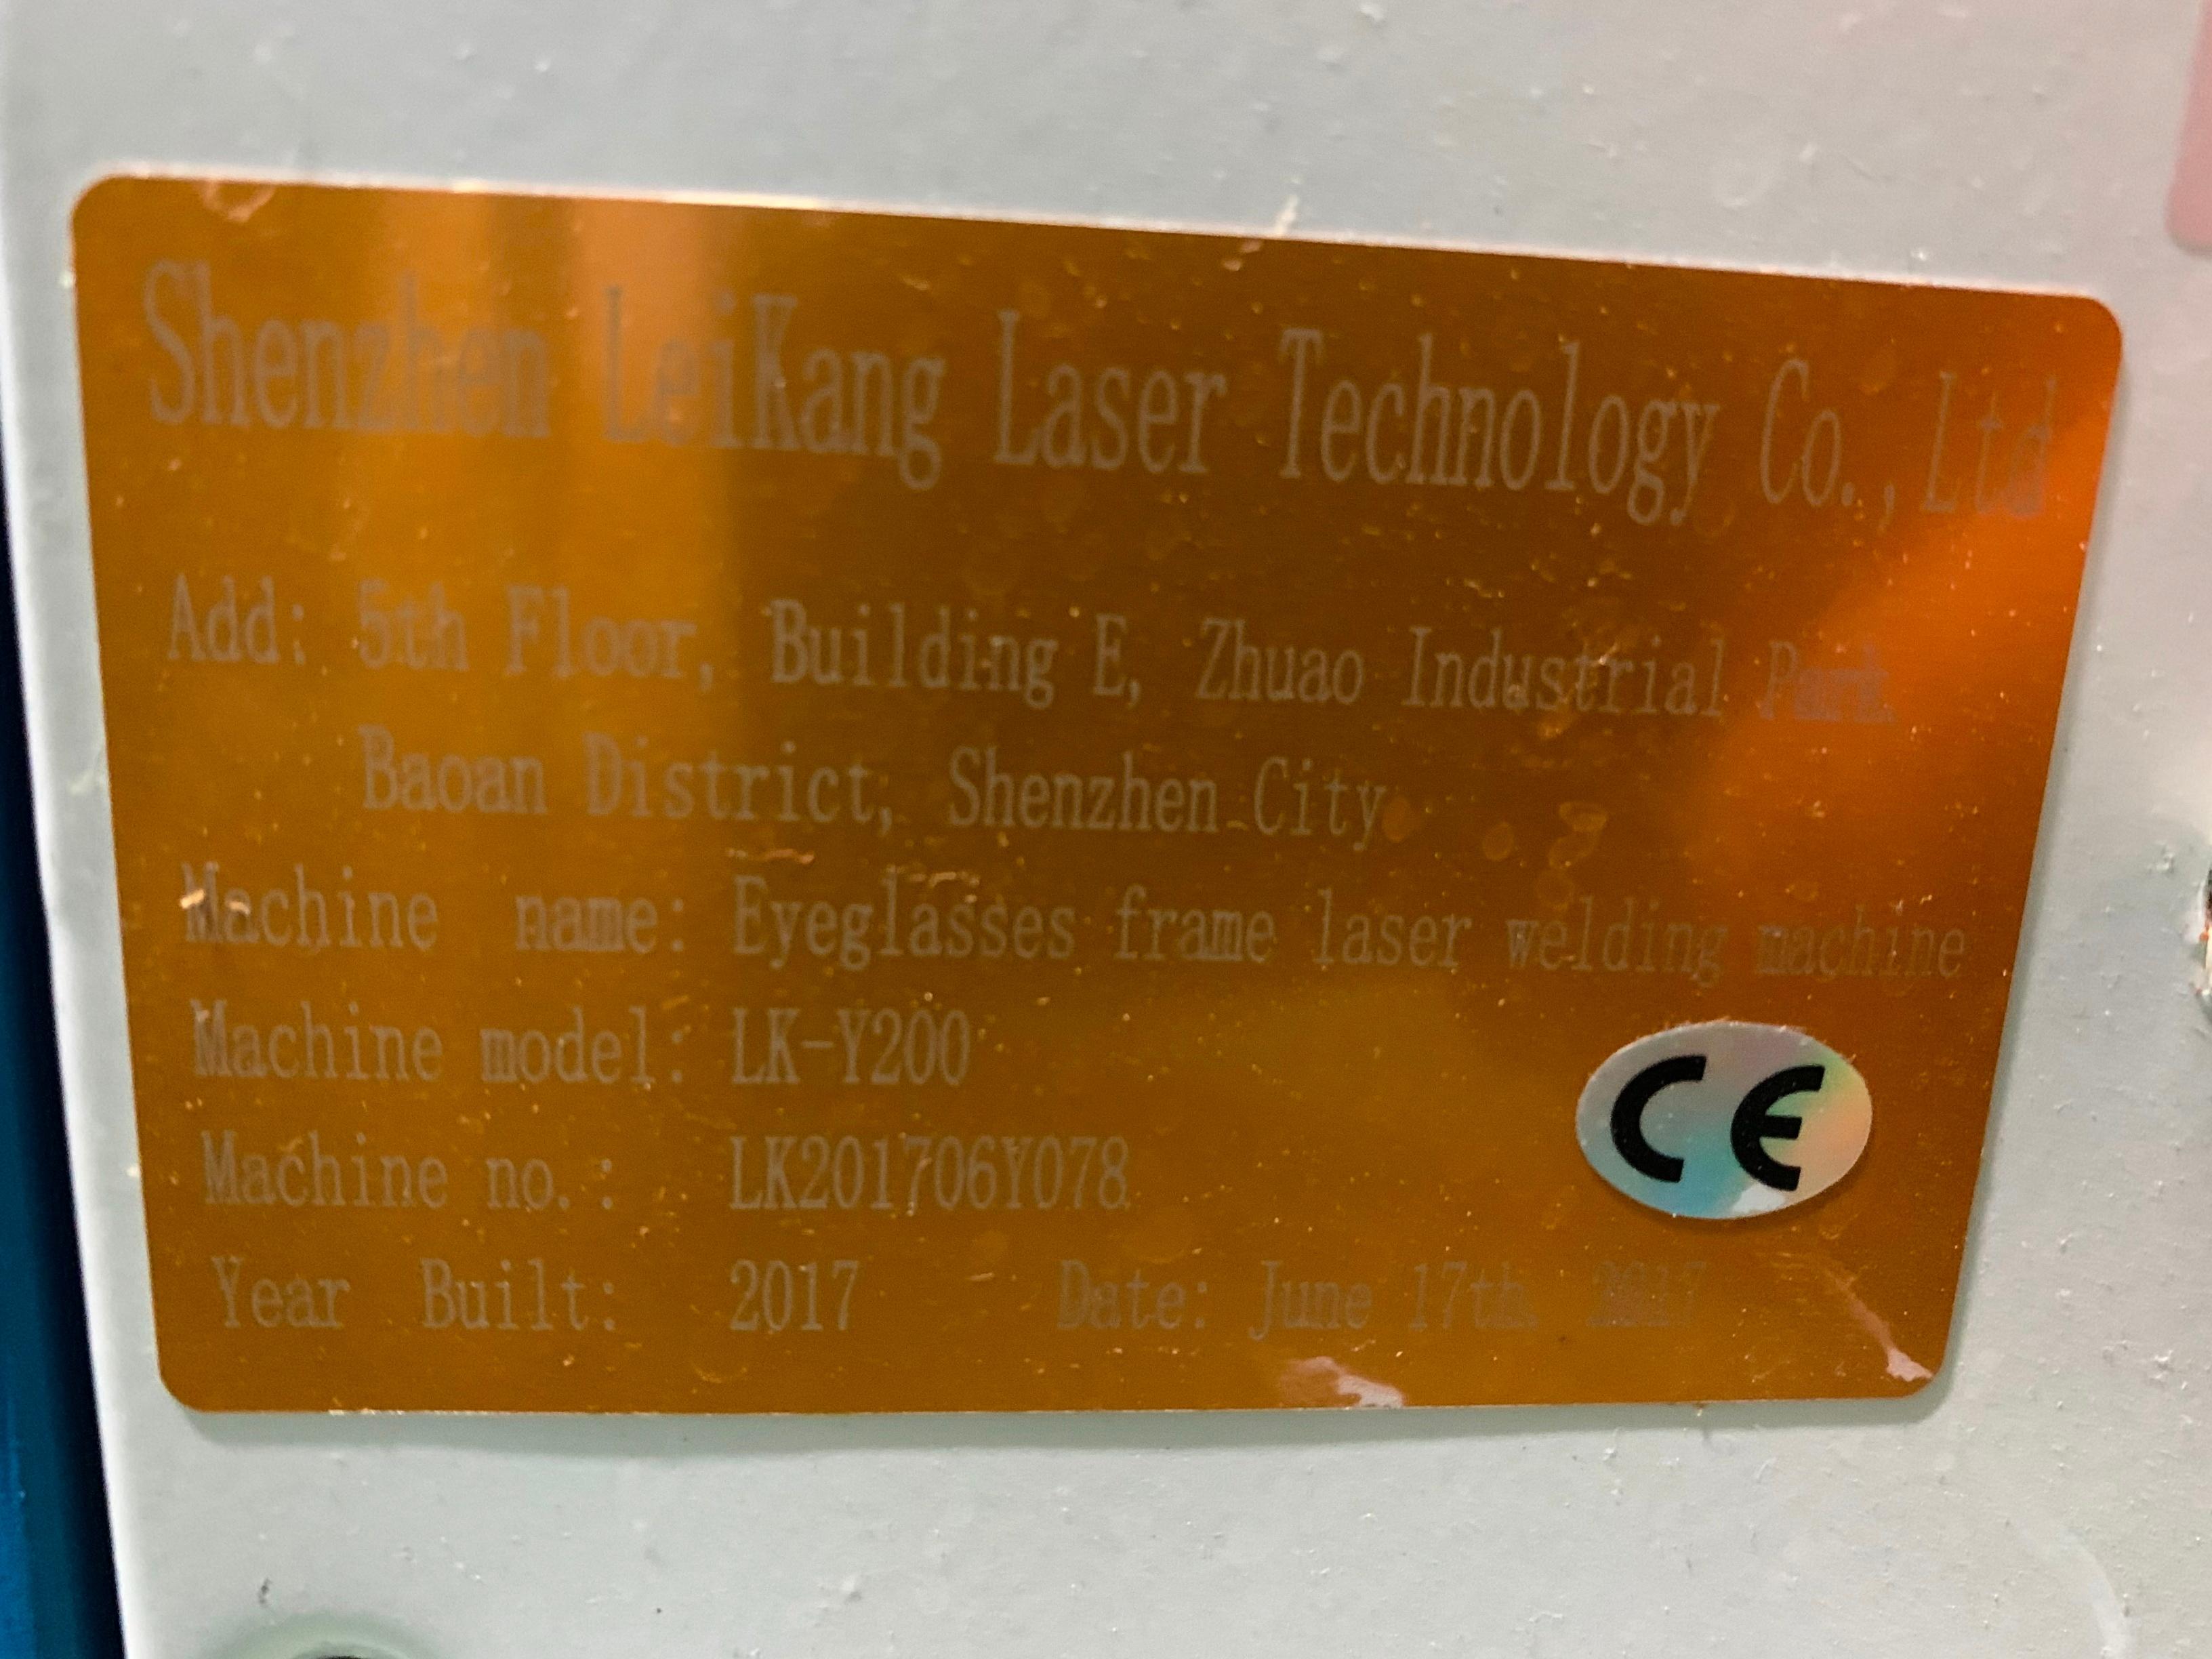 Shenzhen LeiKang Laser Technology Co.,Ltd
Add: 5th Floor, Building E, Zhuao Industrial Park,
Baoan District, Shenzhen City
Machine name: Eyeglasses frame laser welding machine
Machine model: LK-Y200
Machine no.: LK201706Y078
Year Built: 2017 Date: June 17th, 2017
CE